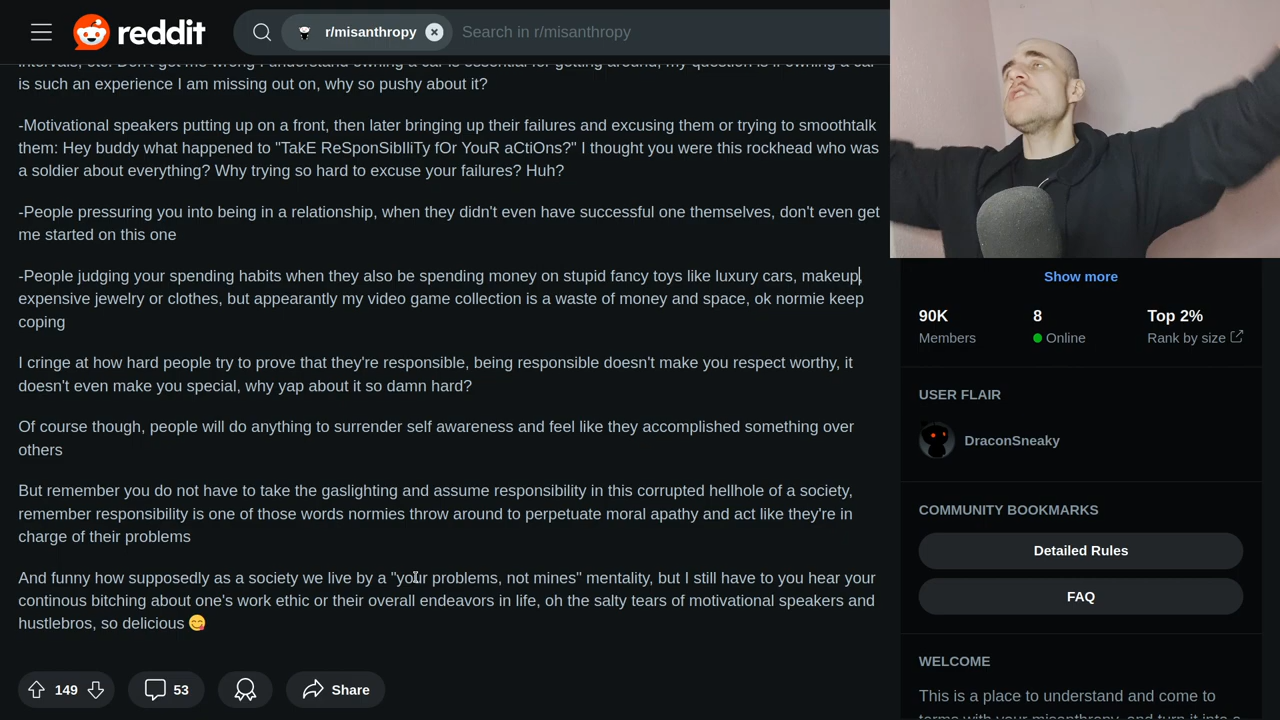 reddit
r/misanthropy
Search in r/misanthropy
is such an experience I am missing out on, why so pushy about it?
-Motivational speakers putting up on a front, then later bringing up their failures and excusing them or trying to smoothtalk
them: Hey buddy what happened to "TakE ReSponSibIliTy fOr YouR aCtiOns?" I thought you were this rockhead who was
a soldier about everything? Why trying so hard to excuse your failures? Huh?
-People pressuring you into being in a relationship, when they didn't even have successful one themselves, don't even get
me started on this one
-People judging your spending habits when they also be spending money on stupid fancy toys like luxury cars, makeup,
expensive jewelry or clothes, but appearantly my video game collection is a waste of money and space, ok normie keep
coping
I cringe at how hard people try to prove that they're responsible, being responsible doesn't make you respect worthy, it
doesn't even make you special, why yap about it so damn hard?
Of course though, people will do anything to surrender self awareness and feel like they accomplished something over
others
But remember you do not have to take the gaslighting and assume responsibility in this corrupted hellhole of a society,
remember responsibility is one of those words normies throw around to perpetuate moral apathy and act like they're in
charge of their problems
And funny how supposedly as a society we live by a "your problems, not mines" mentality, but I still have to you hear your
continous bitching about one's work ethic or their overall endeavors in life, oh the salty tears of motivational speakers and
hustlebros, so delicious 😋
149
53
Share
Show more
90K
8
Top 2%
Members
Online
Rank by size
USER FLAIR
DraconSneaky
COMMUNITY BOOKMARKS
Detailed Rules
FAQ
WELCOME
This is a place to understand and come to
terms with your misanthropy, and turn it into a